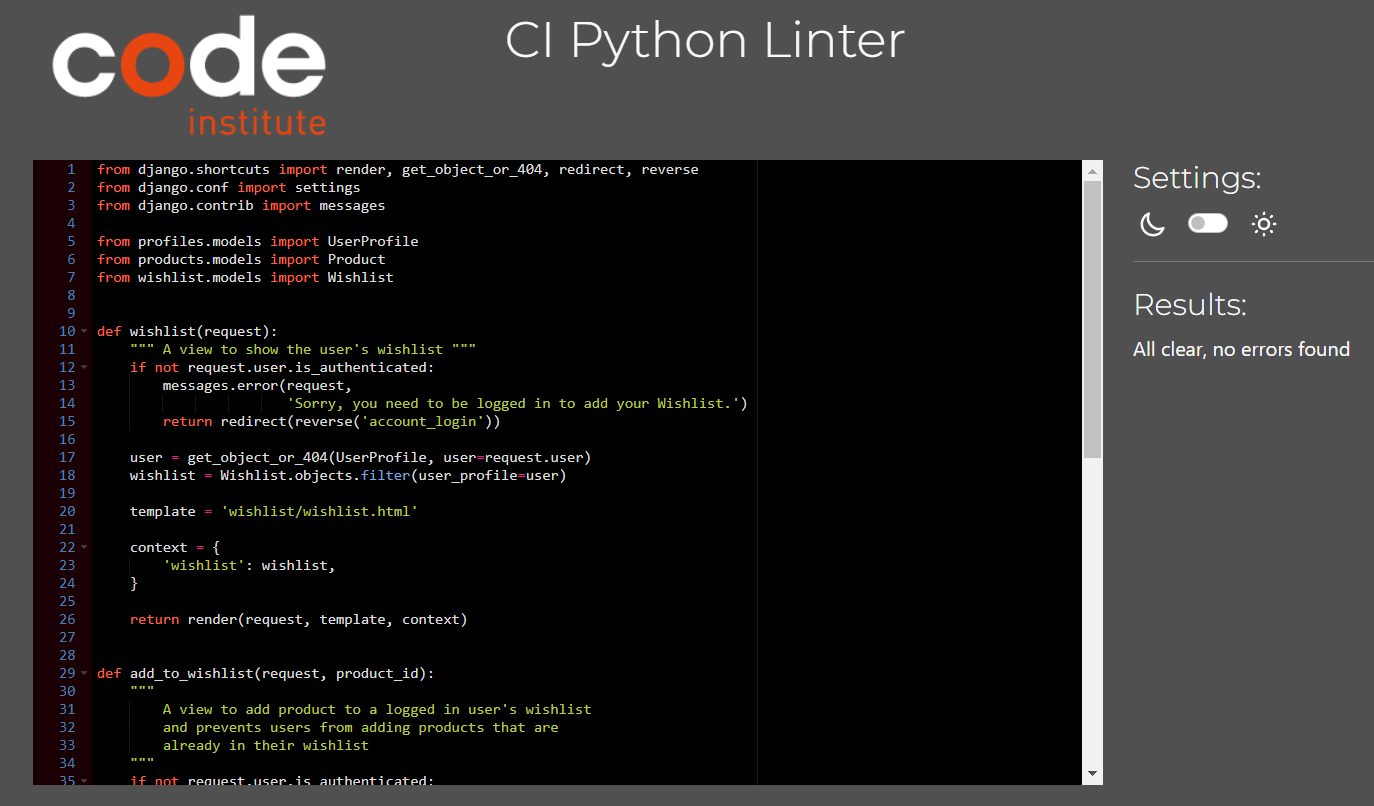 code
institute
CI Python Linter
1 from django.shortcuts import render, get_object_or_404, redirect, reverse
2 from django.conf import settings
3 from django.contrib import messages
4
5 from profiles.models import UserProfile
6 from products.models import Product
7 from wishlist.models import Wishlist
8
9
10 def wishlist(request):
11     """ A view to show the user's wishlist """
12     if not request.user.is_authenticated:
13         messages.error(request,
14                        'Sorry, you need to be logged in to add your Wishlist.')
15         return redirect(reverse('account_login'))
16
17     user = get_object_or_404(UserProfile, user=request.user)
18     wishlist = Wishlist.objects.filter(user_profile=user)
19
20     template = 'wishlist/wishlist.html'
21
22     context = {
23         'wishlist': wishlist,
24     }
25
26     return render(request, template, context)
27
28
29 def add_to_wishlist(request, product_id):
30     """
31         A view to add product to a logged in user's wishlist
32         and prevents users from adding products that are
33         already in their wishlist
34     """
35     if not request.user.is_authenticated:
Settings:
Results:
All clear, no errors found